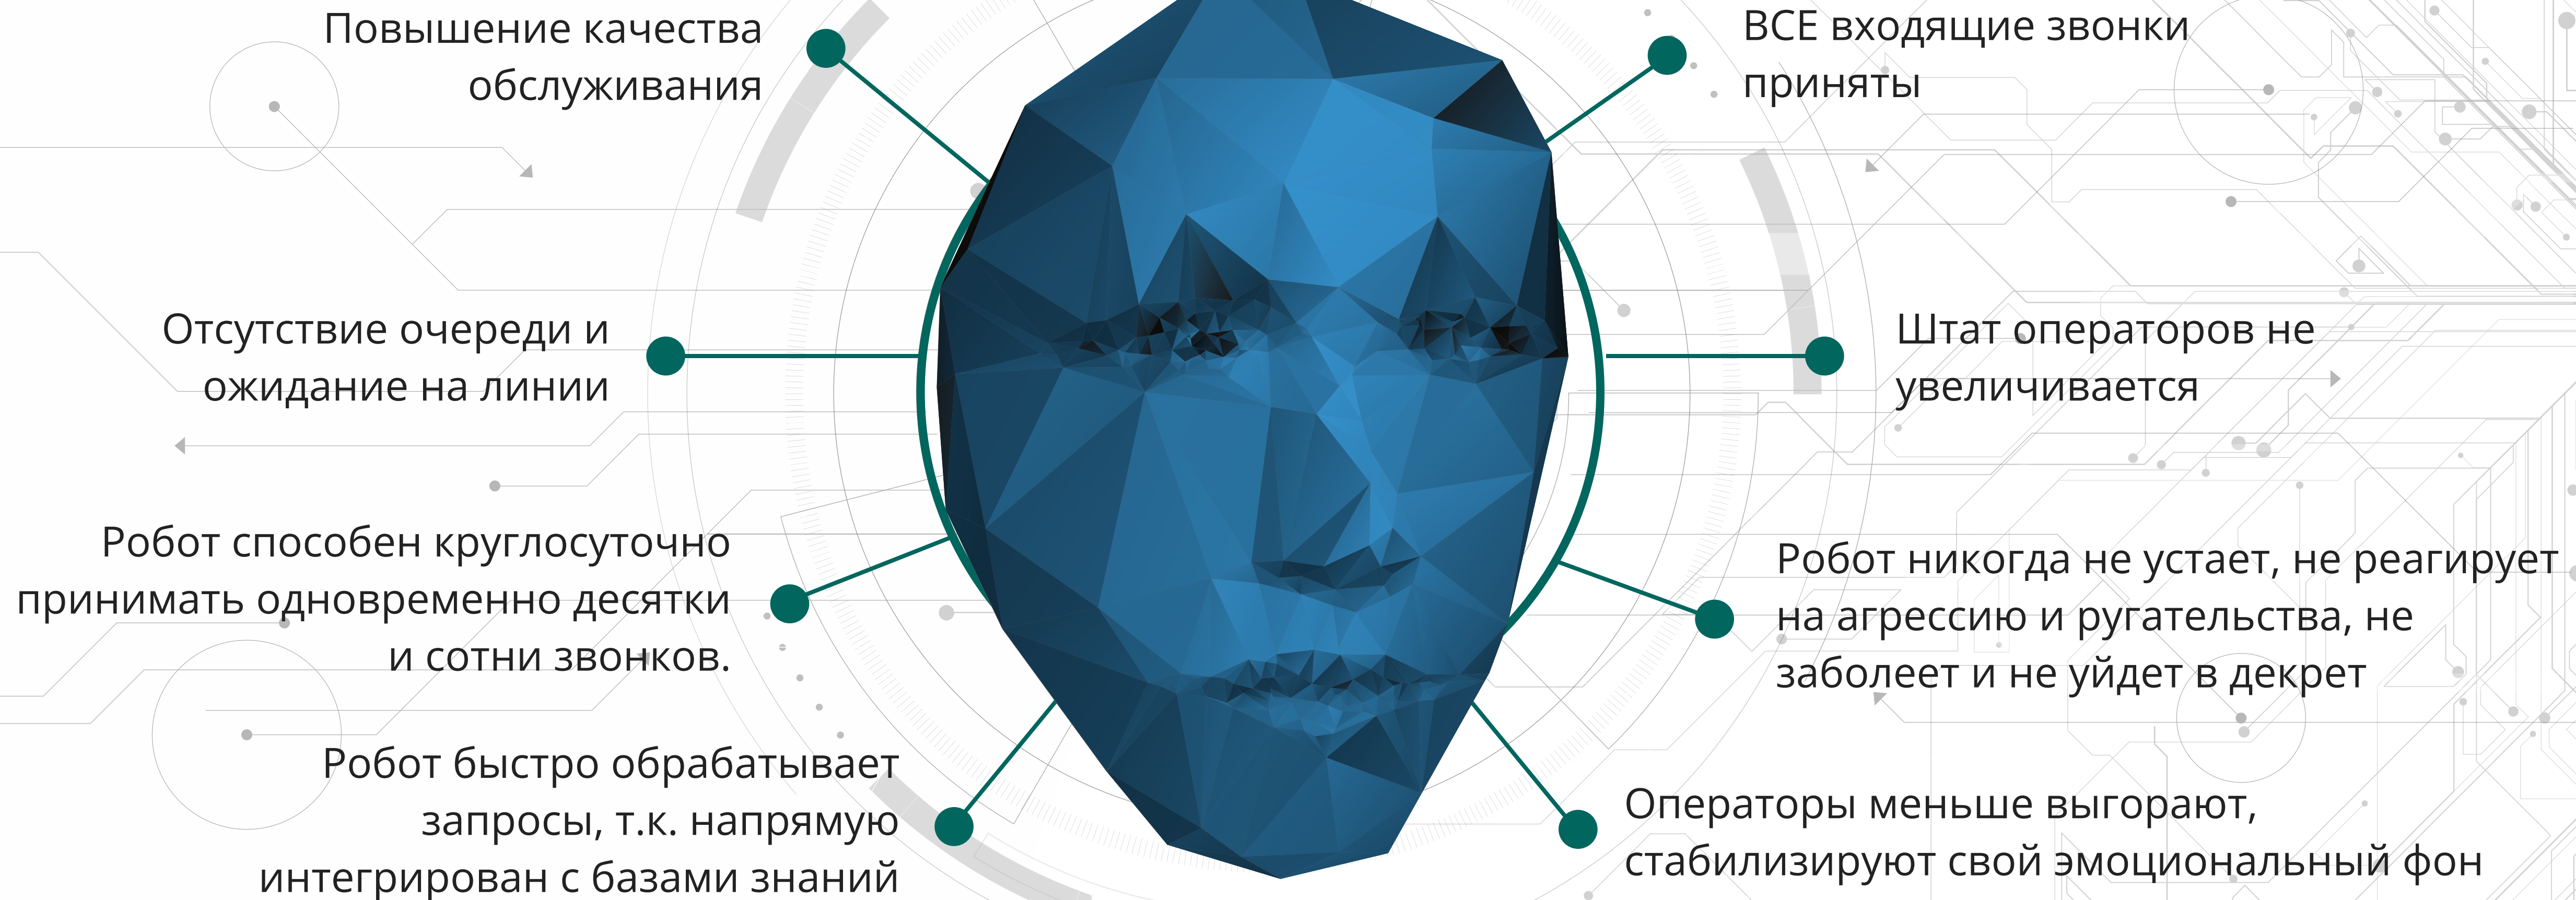 Повышение качества
обслуживания
Отсутствие очереди и
ожидание на линии
Робот способен круглосуточно
принимать одновременно десятки
и сотни звонков.
Робот быстро обрабатывает
запросы, т.к. напрямую
интегрирован с базами знаний
ВСЕ входящие звонки
приняты
Штат операторов не
увеличивается
Робот никогда не устает, не реагирует
на агрессию и ругательства, не
заболеет и не уйдет в декрет
Операторы меньше выгорают,
стабилизируют свой эмоциональный фон